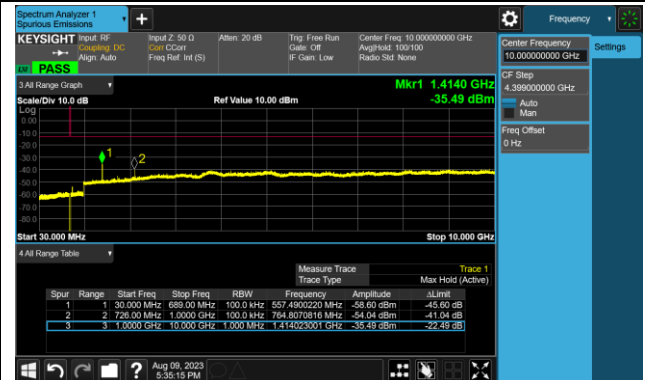 Spectrum Analyzer 1
Spurious Emissions
Frequency
KEYSIGHT Input: RF Input Z: 50 Ω Atten: 20 dB Trig: Free Run Center Freq: 10.000000000 GHz
Coupling: DC Corr CCorr Gate: Off Avg|Hold: 100/100
Align: Auto Freq Ref: Int (S) IF Gain: Low Radio Std: None
PASS
Center Frequency
10.000000000 GHz
Settings
CF Step
4.399000000 GHz
Auto
Man
Freq Offset
0 Hz
3 All Range Graph
Mkr1 1.4140 GHz
Scale/Div 10.0 dB Ref Value 10.00 dBm -35.49 dBm
Log
0.00
-10.0
-20.0
-30.0
-40.0
-50.0
-60.0
-70.0
-80.0
1
2
Start 30.000 MHz Stop 10.000 GHz
4 All Range Table
Measure Trace Trace 1
Trace Type Max Hold (Active)
Spur Range Start Freq Stop Freq RBW Frequency Amplitude ΔLimit
1 1 30.000 MHz 689.00 MHz 100.0 kHz 557.4900220 MHz -58.60 dBm -45.60 dB
2 2 726.00 MHz 1.0000 GHz 100.0 kHz 764.8070816 MHz -54.04 dBm -41.04 dB
3 3 1.0000 GHz 10.000 GHz 1.000 MHz 1.414023001 GHz -35.49 dBm -22.49 dB
Aug 09, 2023
5:35:15 PM